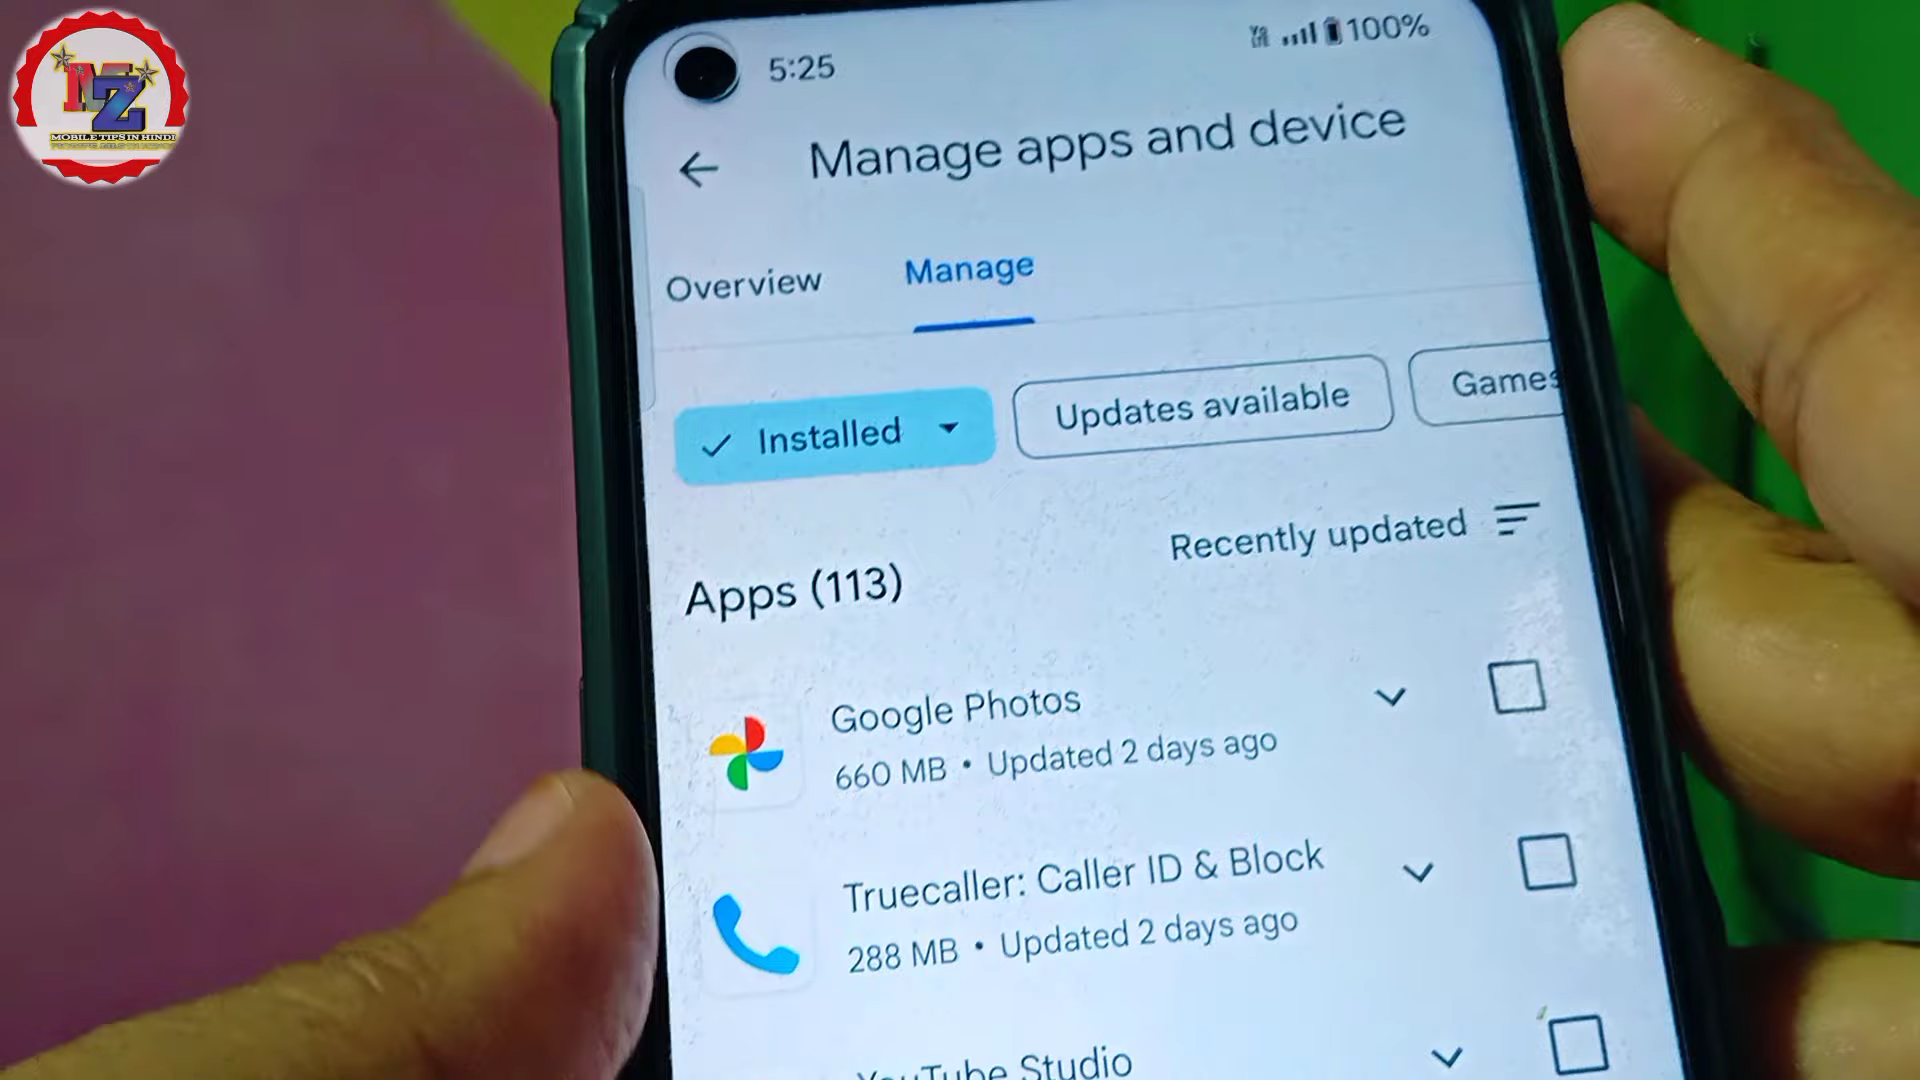 MZ
MOBILE TIPS IN HINDI
5:25
100%
Manage apps and device
Overview
Manage
Installed
Updates available
Games
Recently updated
Apps (113)
Google Photos
660 MB • Updated 2 days ago
Truecaller: Caller ID & Block
288 MB • Updated 2 days ago
YouTube Studio